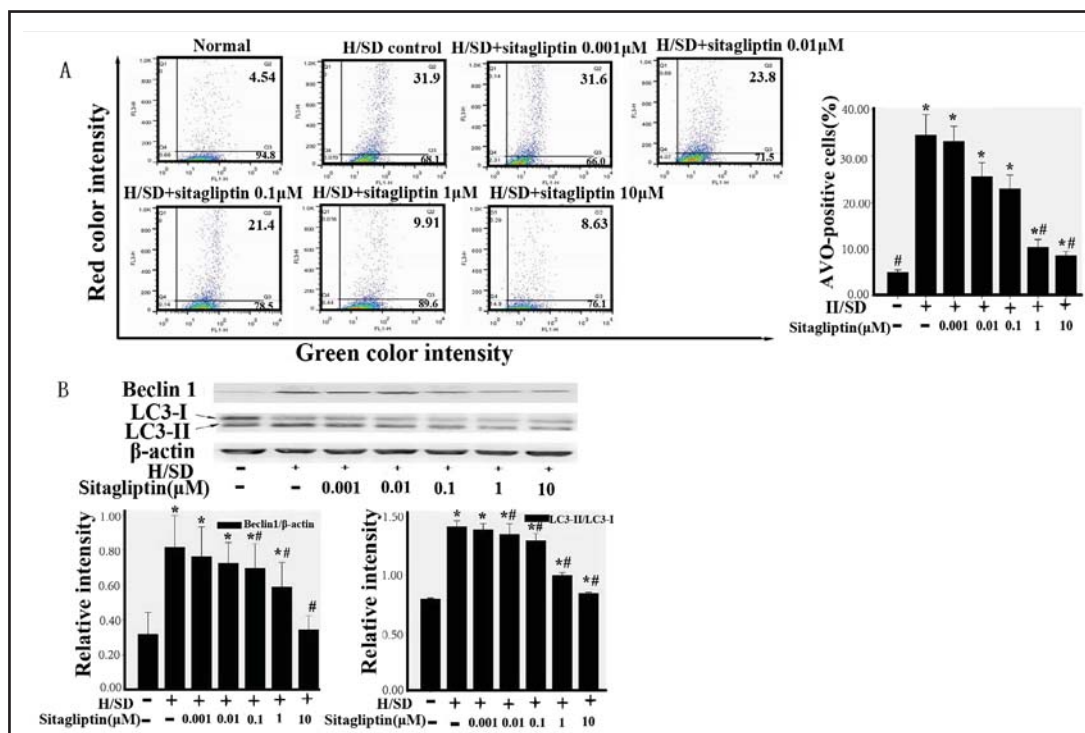 A
Normal
H/SD control
H/SD+sitagliptin 0.001μM
H/SD+sitagliptin 0.01μM
4.54
31.9
31.6
23.8
94.8
68.1
66.0
71.5
H/SD+sitagliptin 0.1μM
H/SD+sitagliptin 1μM
H/SD+sitagliptin 10μM
21.4
9.91
8.63
78.5
89.6
76.1
Red color intensity
Green color intensity
AVO-positive cells(%)
40.00
30.00
20.00
10.00
0.00
# * * * * *# *#
II/SD - + + + + + +
Sitagliptin(μM) - - 0.001 0.01 0.1 1 10
B
Beclin 1
LC3-I
LC3-II
β-actin
H/SD - + + + + + +
Sitagliptin(μM) - - 0.001 0.01 0.1 1 10
Relative intensity
1.00
0.80
0.60
0.40
0.20
0.00
Beclin1/β-actin
* * * *# *# #
H/SD - + + + + + +
Sitagliptin(μM) - - 0.001 0.01 0.1 1 10
Relative intensity
1.50
1.00
0.50
0.00
LC3-II/LC3-I
* * *# *# *# *#
H/SD - + + + + + +
Sitagliptin(μM) - - 0.001 0.01 0.1 1 10